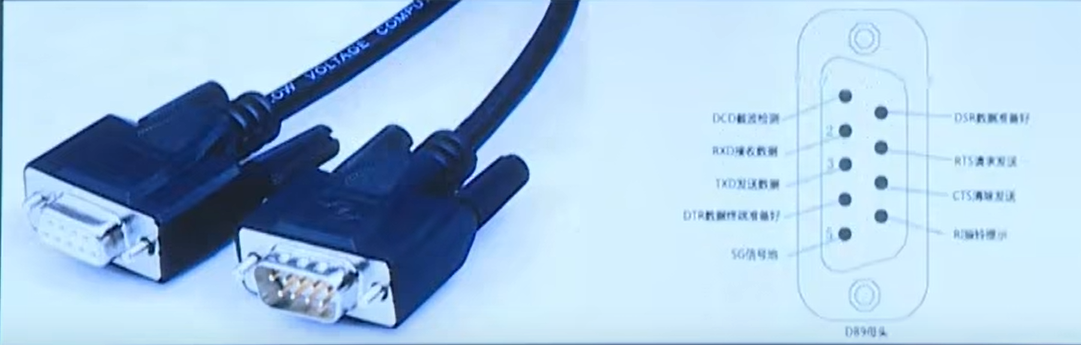 LOW VOLTAGE COMPUT
DCD载波检测
RXD接收数据
TXD发送数据
DTR数据终端准备好
SG信号地
2
3
5
DSR数据准备好
RTS请求发送
CTS清除发送
RI振铃提示
DB9母头